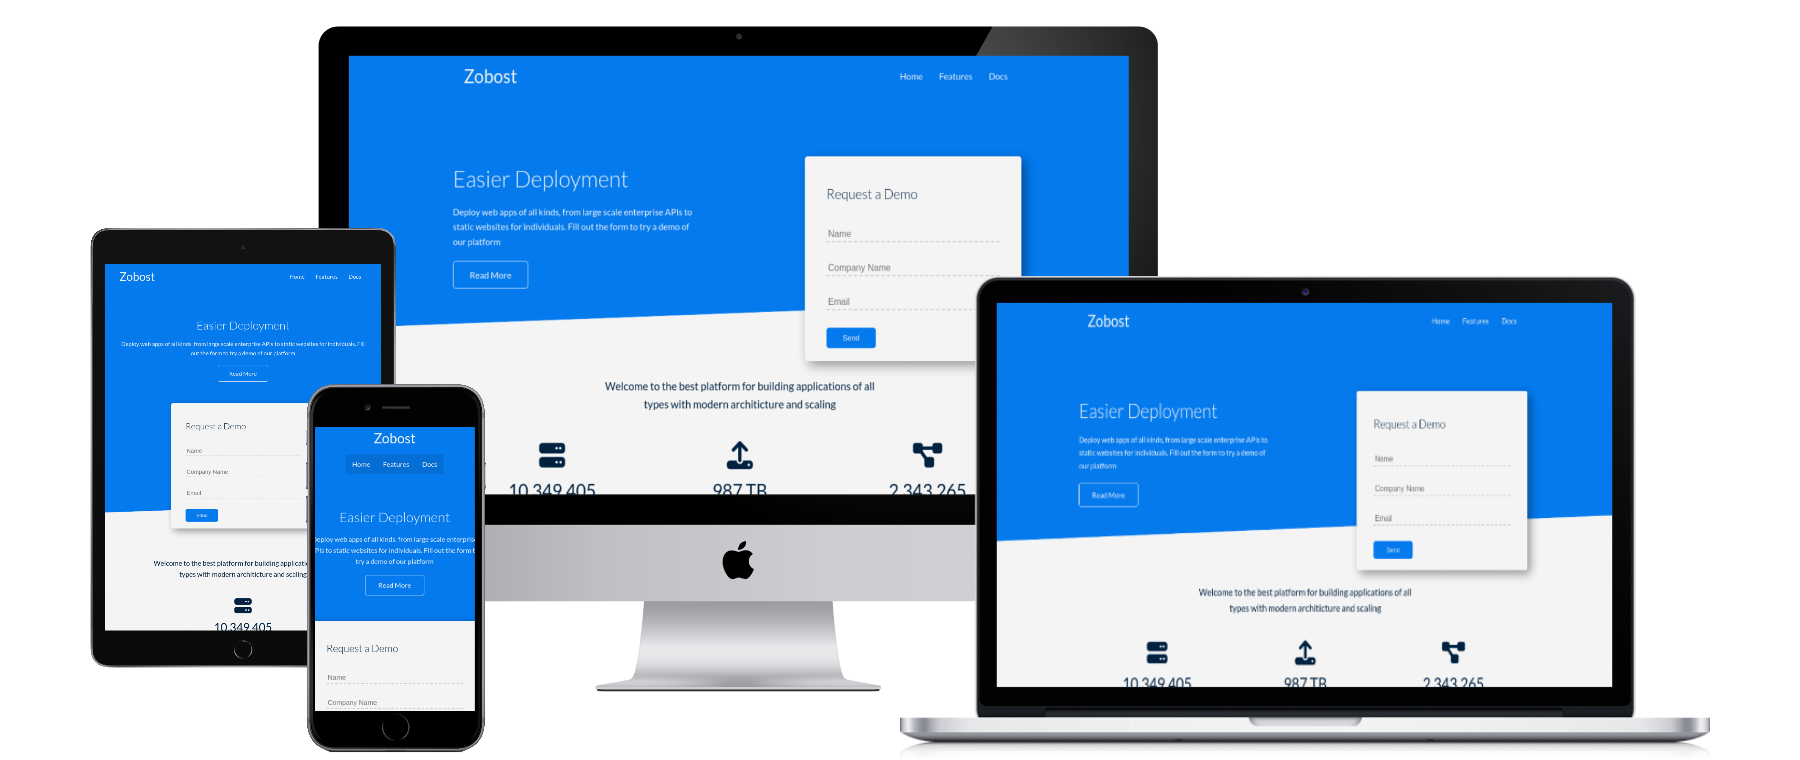 Zobost
Home Features Docs
Easier Deployment
Deploy web apps of all kinds, from large scale enterprise APIs to
static websites for individuals. Fill out the form to try a demo of
our platform
Read More
Request a Demo
Name
Company Name
Email
Send
Welcome to the best platform for building applications of all
types with modern architicture and scaling
10,349,405 987 TB 2,343,265
Zobost
Home Features Docs
Easier Deployment
Deploy web apps of all kinds, from large scale enterprise APIs to static websites for individuals. Fill
out the form to try a demo of our platform
Read More
Request a Demo
Name
Company Name
Email
Send
Welcome to the best platform for building applicati
types with modern architicture and scaling
10,349,405
Zobost
Home Features Docs
Easier Deployment
eploy web apps of all kinds, from large scale enterprise
PIs to static websites for individuals. Fill out the form t
try a demo of our platform
Read More
Request a Demo
Name
Company Name
Zobost
Home Features Docs
Easier Deployment
Deploy web apps of all kinds, from large scale enterprise APIs to
static websites for individuals. Fill out the form to try a demo of
our platform
Read More
Request a Demo
Name
Company Name
Email
Send
Welcome to the best platform for building applications of all
types with modern architicture and scaling
10,349,405 987 TB 2,343,265